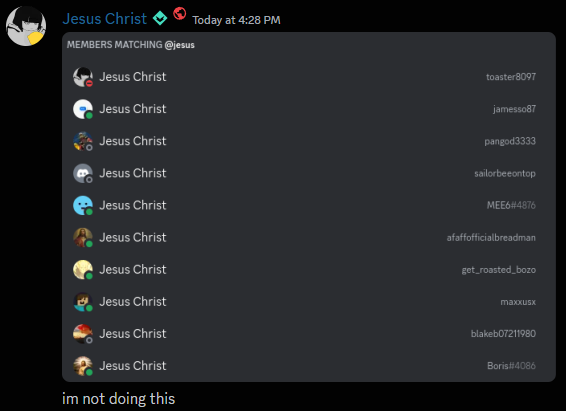 Jesus Christ Today at 4:28 PM
MEMBERS MATCHING @jesus
Jesus Christ toaster8097
Jesus Christ jamesso87
Jesus Christ pangod3333
Jesus Christ sailorbeeontop
Jesus Christ MEE6#4876
Jesus Christ afaffofficialbreadman
Jesus Christ get_roasted_bozo
Jesus Christ maxxusx
Jesus Christ blakeb07211980
Jesus Christ Boris#4086
im not doing this